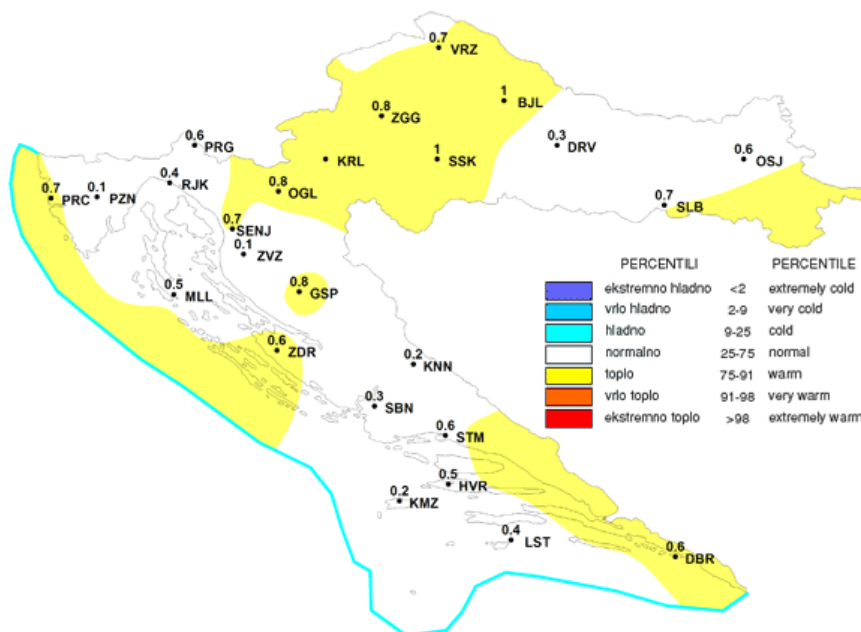 0.7
VRZ
1
BJL
0.8
ZGG
0.6
PRG
KRL
1
SSK
0.3
DRV
0.6
OSJ
0.4
RJK
0.7
PRC
0.1
PZN
0.8
OGL
0.7
SLB
0.7
SENJ
0.1
ZVZ
0.5
MLL
0.8
GSP
0.6
ZDR
0.2
KNN
0.3
SBN
0.6
STM
0.5
HVR
0.2
KMZ
0.4
LST
0.6
DBR
PERCENTILI PERCENTILE
ekstremno hladno <2 extremely cold
vrlo hladno 2-9 very cold
hladno 9-25 cold
normalno 25-75 normal
toplo 75-91 warm
vrlo toplo 91-98 very warm
ekstremno toplo >98 extremely warm